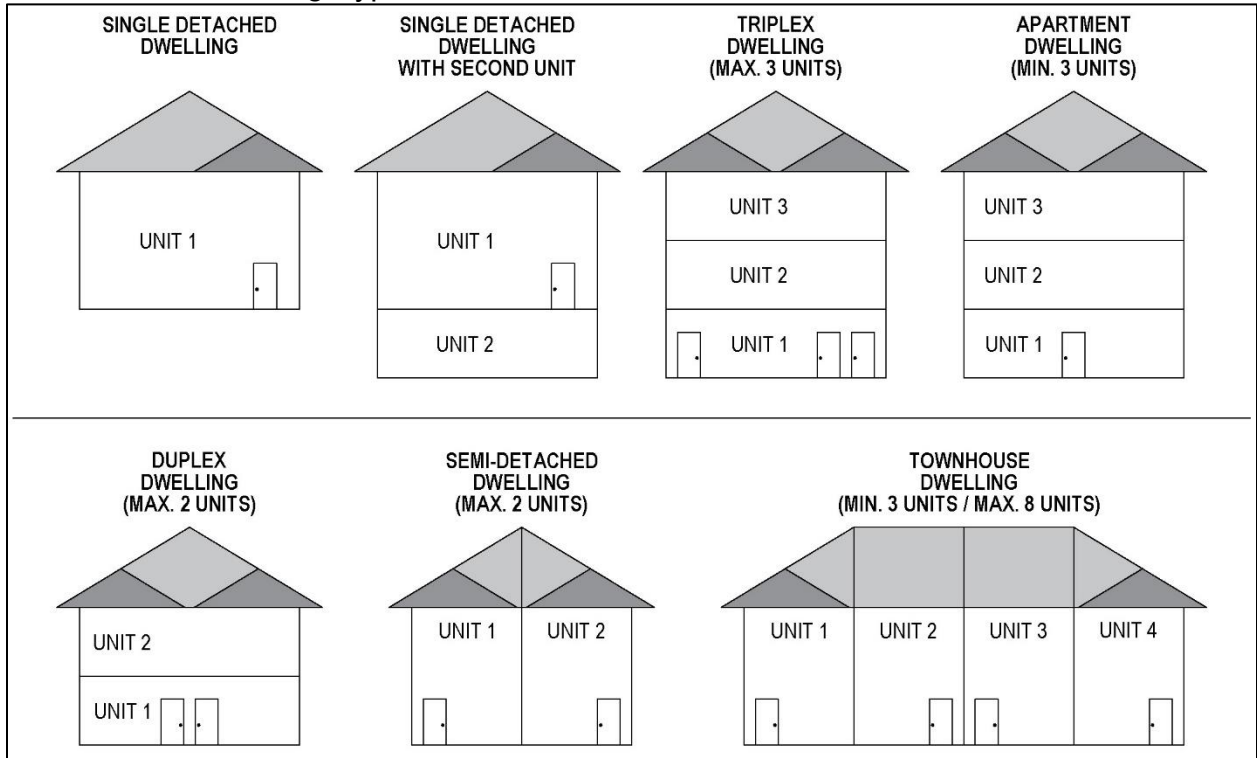 SINGLE DETACHED
DWELLING
UNIT 1
SINGLE DETACHED
DWELLING
WITH SECOND UNIT
UNIT 1
UNIT 2
TRIPLEX
DWELLING
(MAX. 3 UNITS)
UNIT 3
UNIT 2
UNIT 1
APARTMENT
DWELLING
(MIN. 3 UNITS)
UNIT 3
UNIT 2
UNIT 1
DUPLEX
DWELLING
(MAX. 2 UNITS)
UNIT 2
UNIT 1
SEMI-DETACHED
DWELLING
(MAX. 2 UNITS)
UNIT 1
UNIT 2
TOWNHOUSE
DWELLING
(MIN. 3 UNITS / MAX. 8 UNITS)
UNIT 1
UNIT 2
UNIT 3
UNIT 4